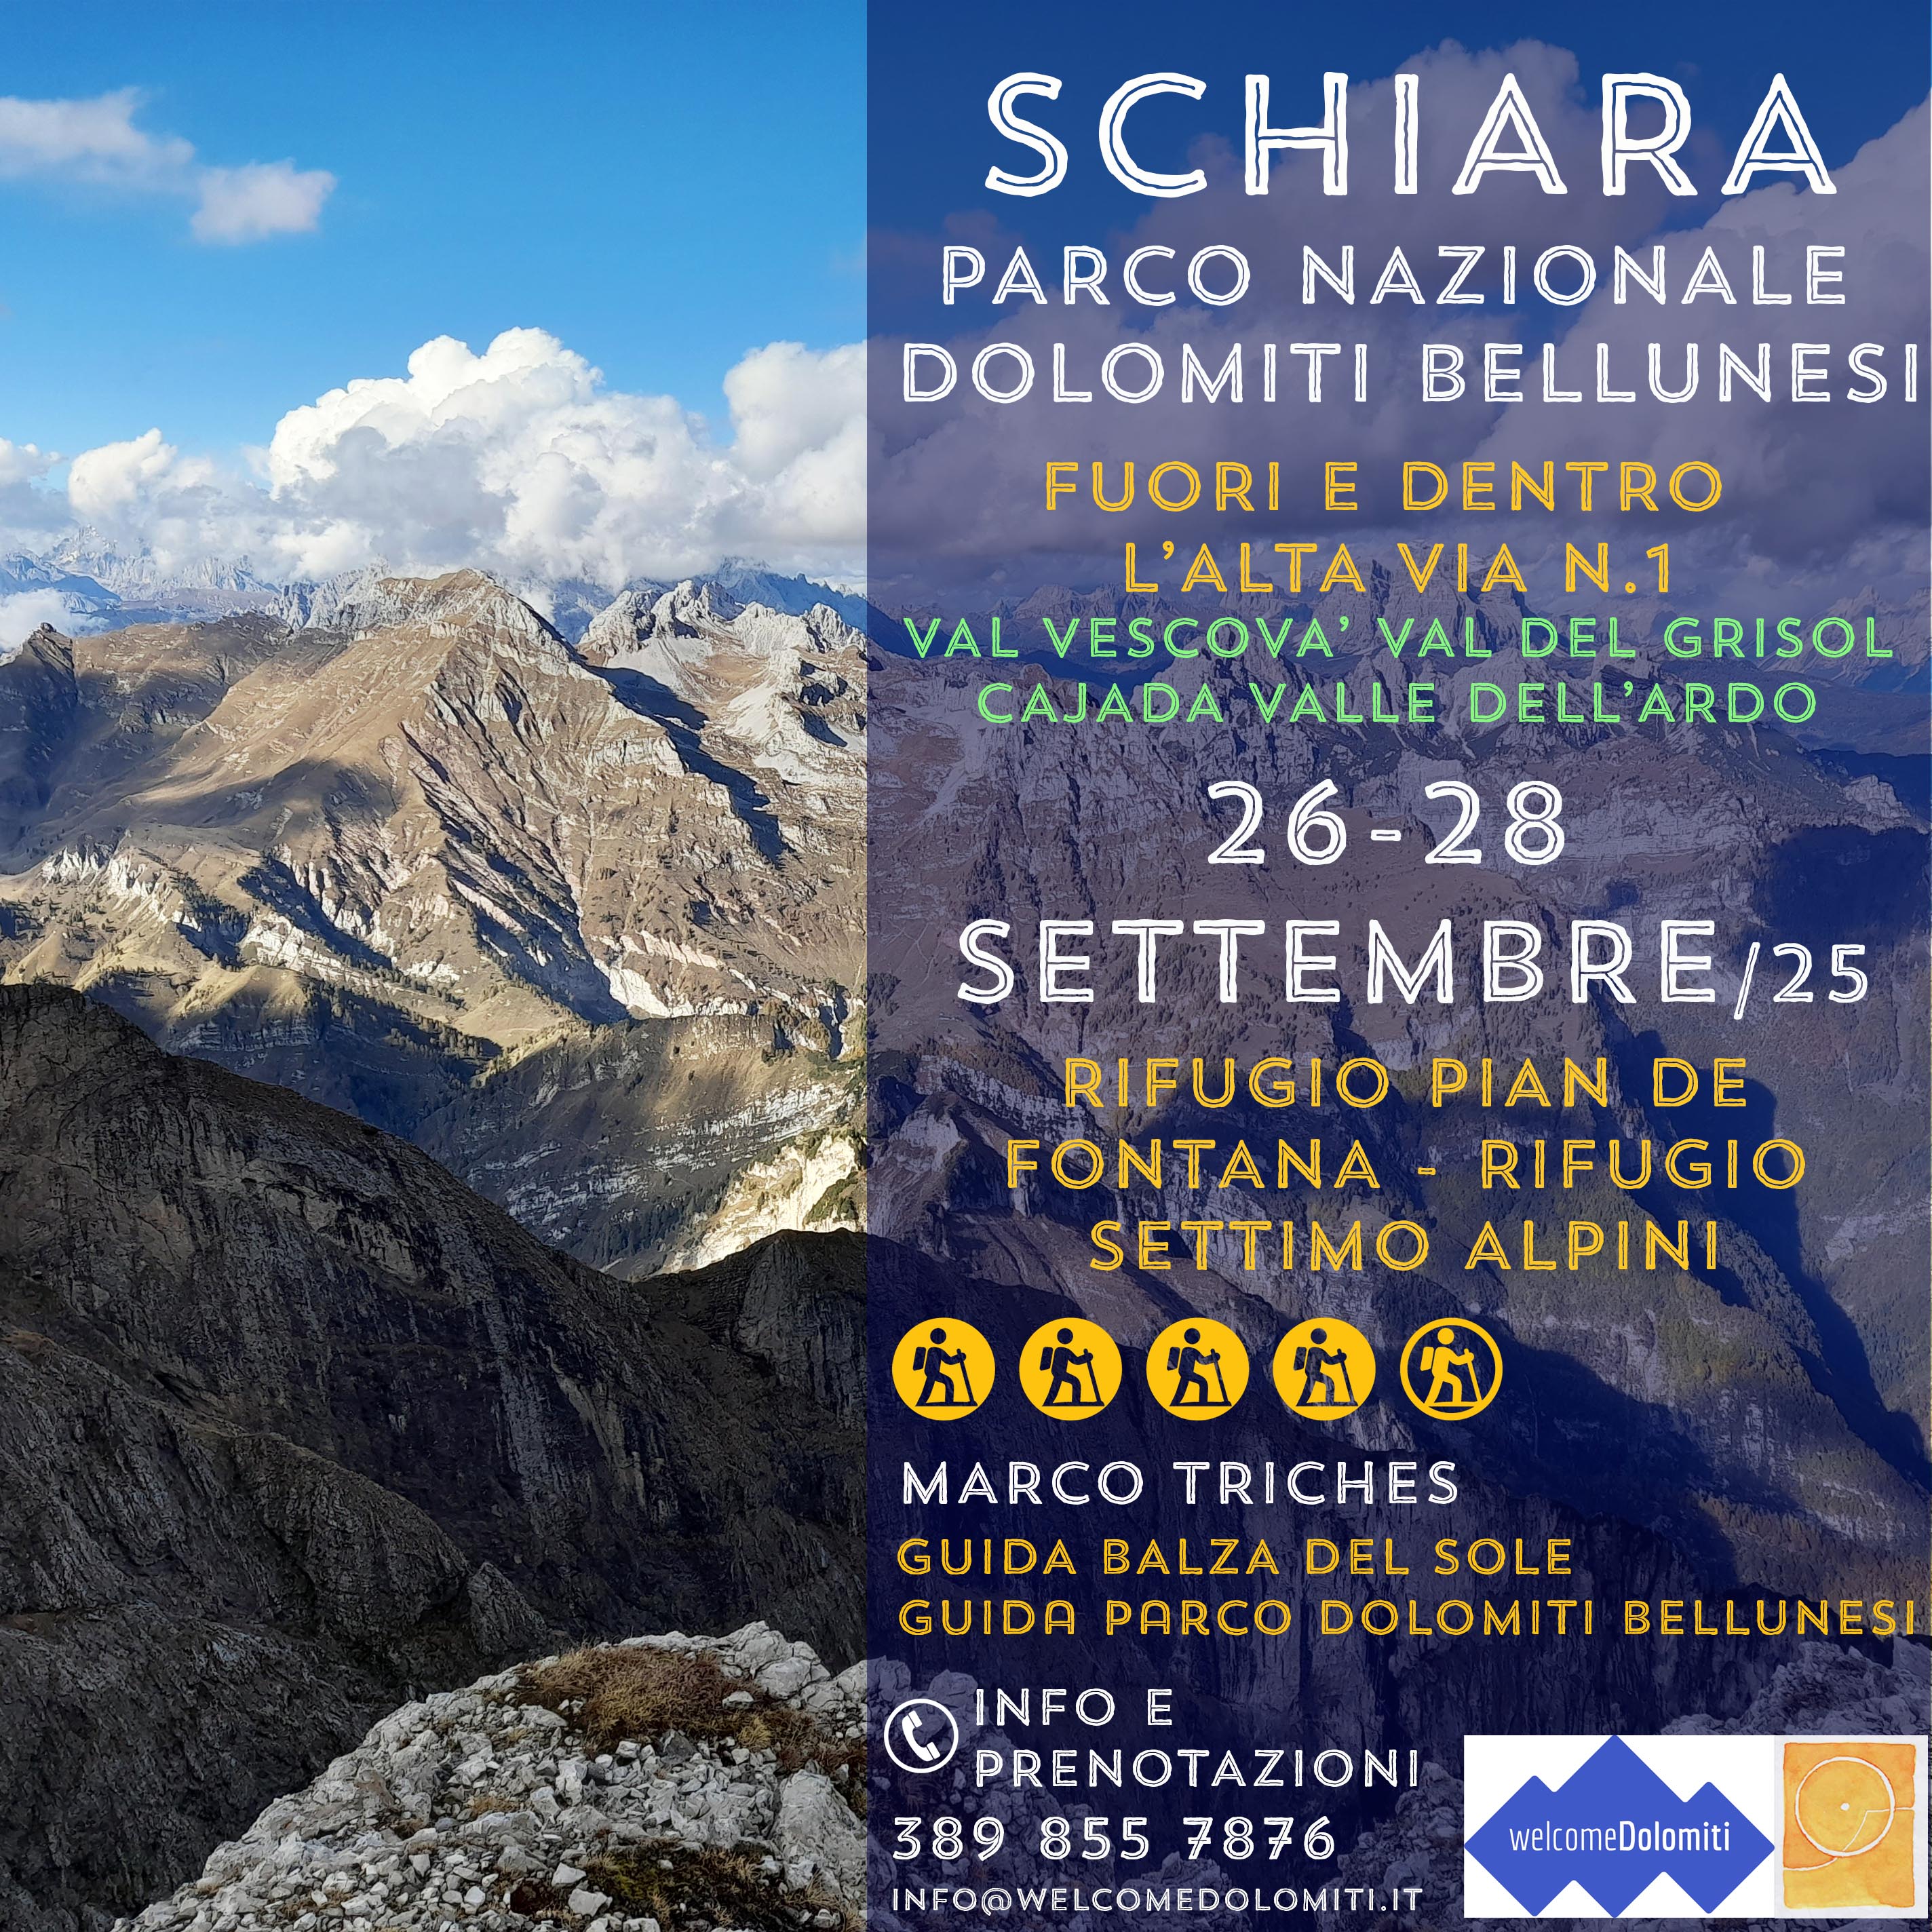 SCHIARA
PARCO NAZIONALE
DOLOMITI BELLUNESI
FUORI E DENTRO
L'ALTA VIA N.1
VAL VESCOVA' VAL DEL GRISOL
CAJADA VALLE DELL'ARDO
26-28
SETTEMBRE/25
RIFUGIO PIAN DE
FONTANA - RIFUGIO
SETTIMO ALPINI
MARCO TRICHES
GUIDA BALZA DEL SOLE
GUIDA PARCO DOLOMITI BELLUNESI
INFO E
PRENOTAZIONI
389 855 7876
INFO@WELCOMEDOLOMITI.IT
welcomeDolomiti